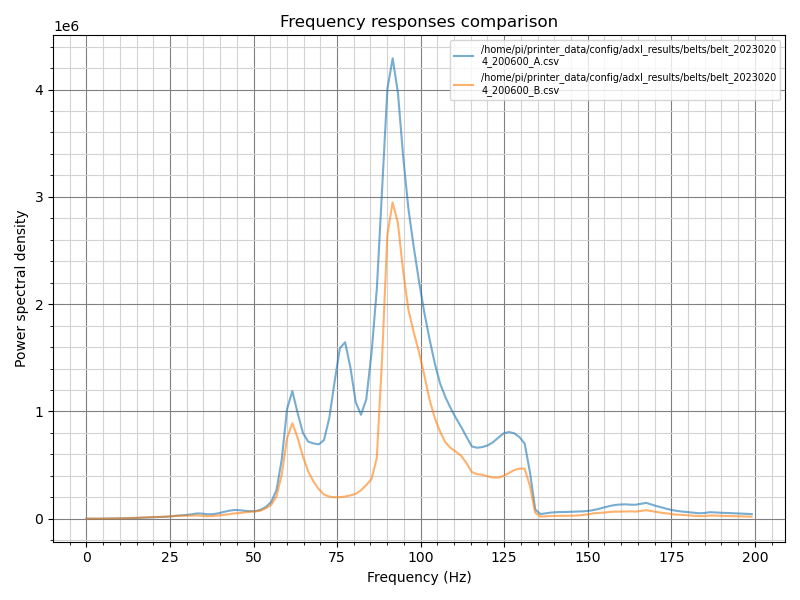 Frequency responses comparison
1e6
/home/pi/printer_data/config/adxl_results/belts/belt_2023020
4_200600_A.csv
/home/pi/printer_data/config/adxl_results/belts/belt_2023020
4_200600_B.csv
4
3
2
1
0
Power spectral density
0 25 50 75 100 125 150 175 200
Frequency (Hz)